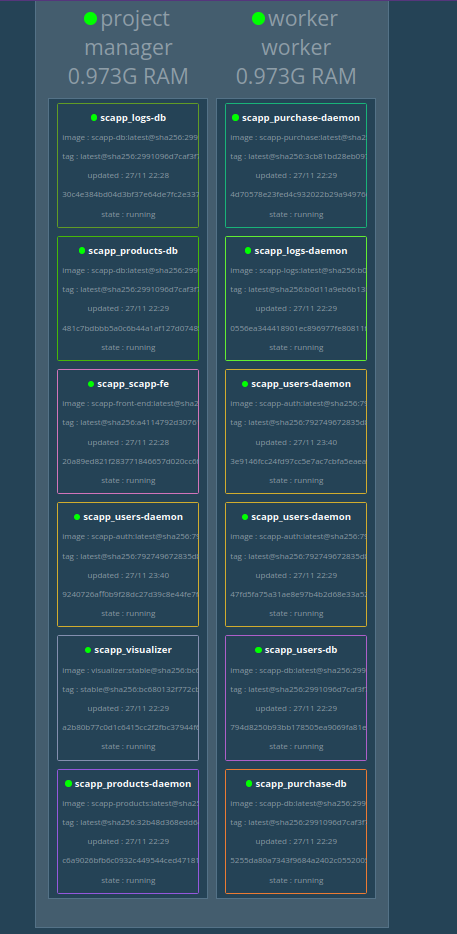 project
manager
0.973G RAM
scapp_logs-db
image : scapp-db:latest@sha256:299
tag : latest@sha256:2991096d7caf3f
updated : 27/11 22:28
30c4e384bd04d3bf37e64de7fc2e337
state : running
scapp_products-db
image : scapp-db:latest@sha256:299
tag : latest@sha256:2991096d7caf3f
updated : 27/11 22:29
481c7bdbbb5a0c6b44a1af127d0748
state : running
scapp_scapp-fe
image : scapp-front-end:latest@sha2
tag : latest@sha256:a4114792d3076
updated : 27/11 22:28
20a89ed821f283771846657d020cc6
state : running
scapp_users-daemon
image : scapp-auth:latest@sha256:79
tag : latest@sha256:792749672835d
updated : 27/11 23:40
9240726aff0b9f28dc27d39c8e44fe7f
state : running
scapp_visualizer
image : visualizer:stable@sha256:bc6
tag : stable@sha256:bc680132f772cb
updated : 27/11 22:29
a2b80b77c0d1c6415cc2f2fbc37944f6
state : running
scapp_products-daemon
image : scapp-products:latest@sha25
tag : latest@sha256:32b48d368edd6
updated : 27/11 22:29
c6a9026bfb6c0932c449544ced47181
state : running
worker
worker
0.973G RAM
scapp_purchase-daemon
image : scapp-purchase:latest@sha2
tag : latest@sha256:3cb81bd28eb09
updated : 27/11 22:29
4d70578e23fed4c932022b29a94976
state : running
scapp_logs-daemon
image : scapp-logs:latest@sha256:b0
tag : latest@sha256:b0d11a9eb6b13
updated : 27/11 22:29
0556ea344418901ec896977fe80811
state : running
scapp_users-daemon
image : scapp-auth:latest@sha256:79
tag : latest@sha256:792749672835d
updated : 27/11 23:40
3e9146fcc24fd97cc5e7ac7cbfa5eaea
state : running
scapp_users-daemon
image : scapp-auth:latest@sha256:79
tag : latest@sha256:792749672835d
updated : 27/11 22:29
47fd5fa75a31ae8e97b4b2d68e33a52
state : running
scapp_users-db
image : scapp-db:latest@sha256:299
tag : latest@sha256:2991096d7caf3f
updated : 27/11 22:29
794d8250b93bb178505ea9069fa81e
state : running
scapp_purchase-db
image : scapp-db:latest@sha256:299
tag : latest@sha256:2991096d7caf3f
updated : 27/11 22:29
5255da80a7343f9684a2402c0552005
state : running